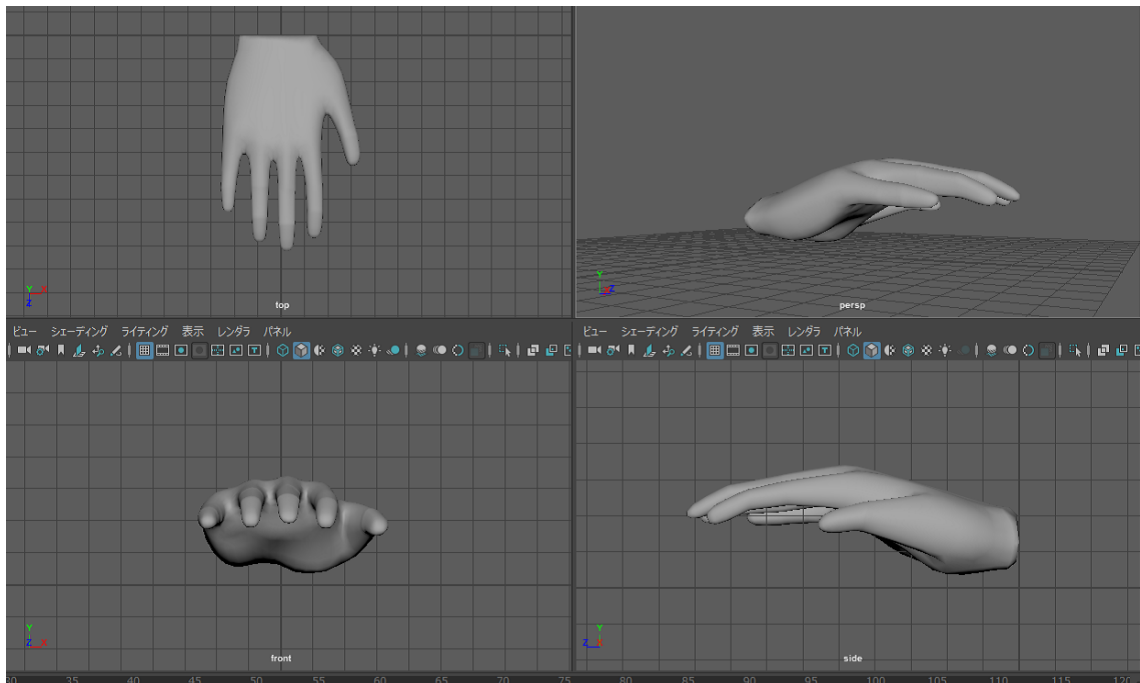 Y X
Z
top
Y
Z
persp
ビュー シェーディング ライティング 表示 レンダラ パネル
ビュー シェーディング ライティング 表示 レンダラ パネル
Y
Z X
front
Y
Z
side
35 40 45 50 55 60 65 70 75
80 85 90 95 100 105 110 115 120